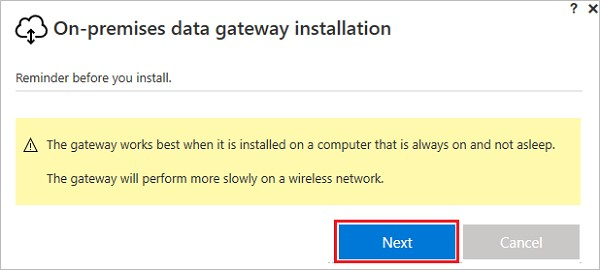 ? ×
On-premises data gateway installation
Reminder before you install.
The gateway works best when it is installed on a computer that is always on and not asleep.
The gateway will perform more slowly on a wireless network.
Next Cancel